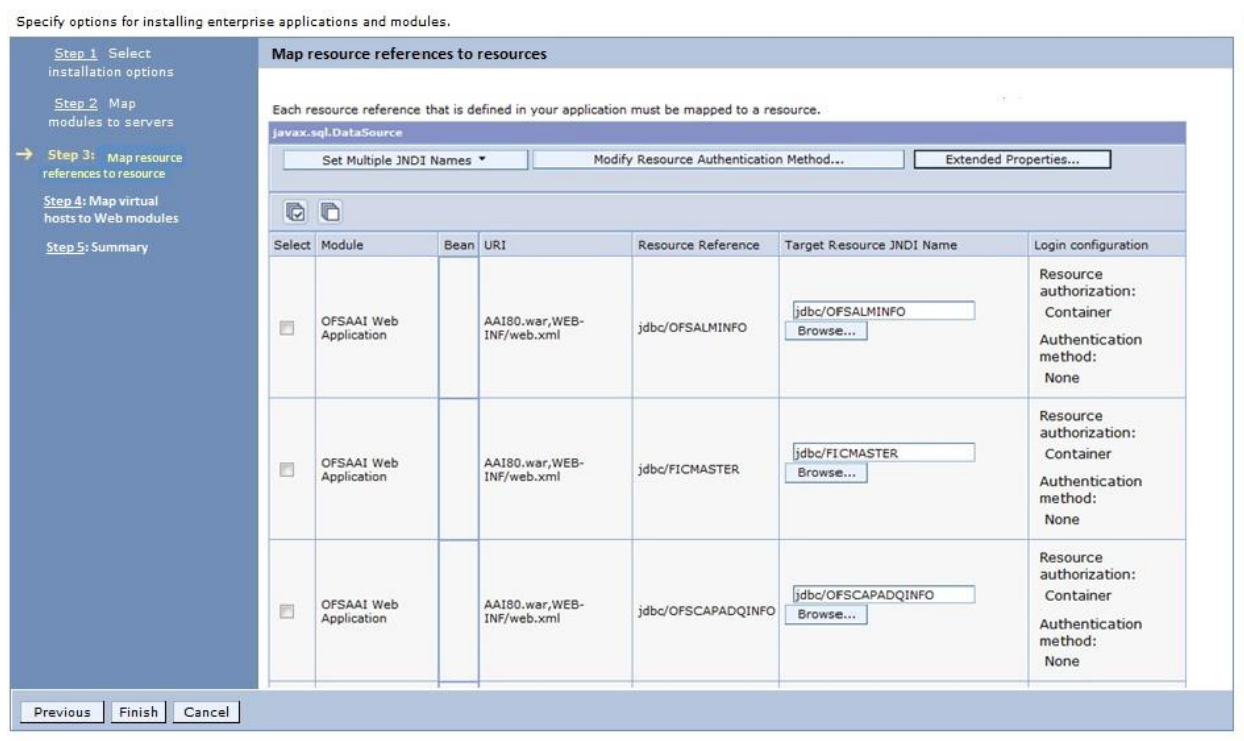 Specify options for installing enterprise applications and modules.
Step 1 Select
installation options
Step 2 Map
modules to servers
Step 3: Map resource
references to resource
Step 4: Map virtual
hosts to Web modules
Step 5: Summary
Map resource references to resources
Each resource reference that is defined in your application must be mapped to a resource.
javax.sql.DataSource
Set Multiple JNDI Names Modify Resource Authentication Method... Extended Properties...
Select Module Bean URI Resource Reference Target Resource JNDI Name Login configuration
OFSAAI Web
Application
AAI80.war,WEB-
INF/web.xml
jdbc/OFSALMINFO
jdbc/OFSALMINFO
Browse...
Resource
authorization:
Container
Authentication
method:
None
OFSAAI Web
Application
AAI80.war,WEB-
INF/web.xml
jdbc/FICMASTER
jdbc/FICMASTER
Browse...
Resource
authorization:
Container
Authentication
method:
None
OFSAAI Web
Application
AAI80.war,WEB-
INF/web.xml
jdbc/OFSCAPADQINFO
jdbc/OFSCAPADQINFO
Browse...
Resource
authorization:
Container
Authentication
method:
None
Previous Finish Cancel